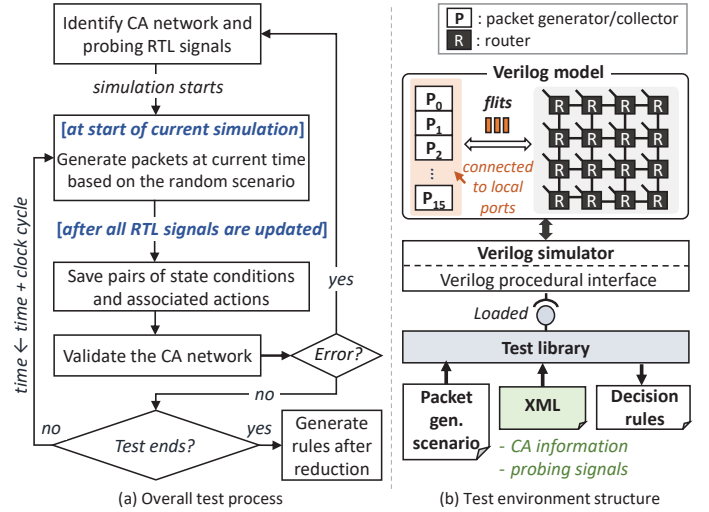 Identify CA network and
probing RTL signals
simulation starts
[at start of current simulation]
Generate packets at current time
based on the random scenario
[after all RTL signals are updated]
Save pairs of state conditions
and associated actions
yes
Validate the CA network
Error?
no
time ← time + clock cycle
no
Test ends?
yes
Generate
rules after
reduction
(a) Overall test process
P : packet generator/collector
R : router
Verilog model
P0
P1
P2
⋮
P15
flits
connected
to local
ports
R R R R
R R R R
R R R R
R R R R
Verilog simulator
Verilog procedural interface
Loaded
Test library
Packet
gen.
scenario
XML
Decision
rules
- CA information
- probing signals
(b) Test environment structure